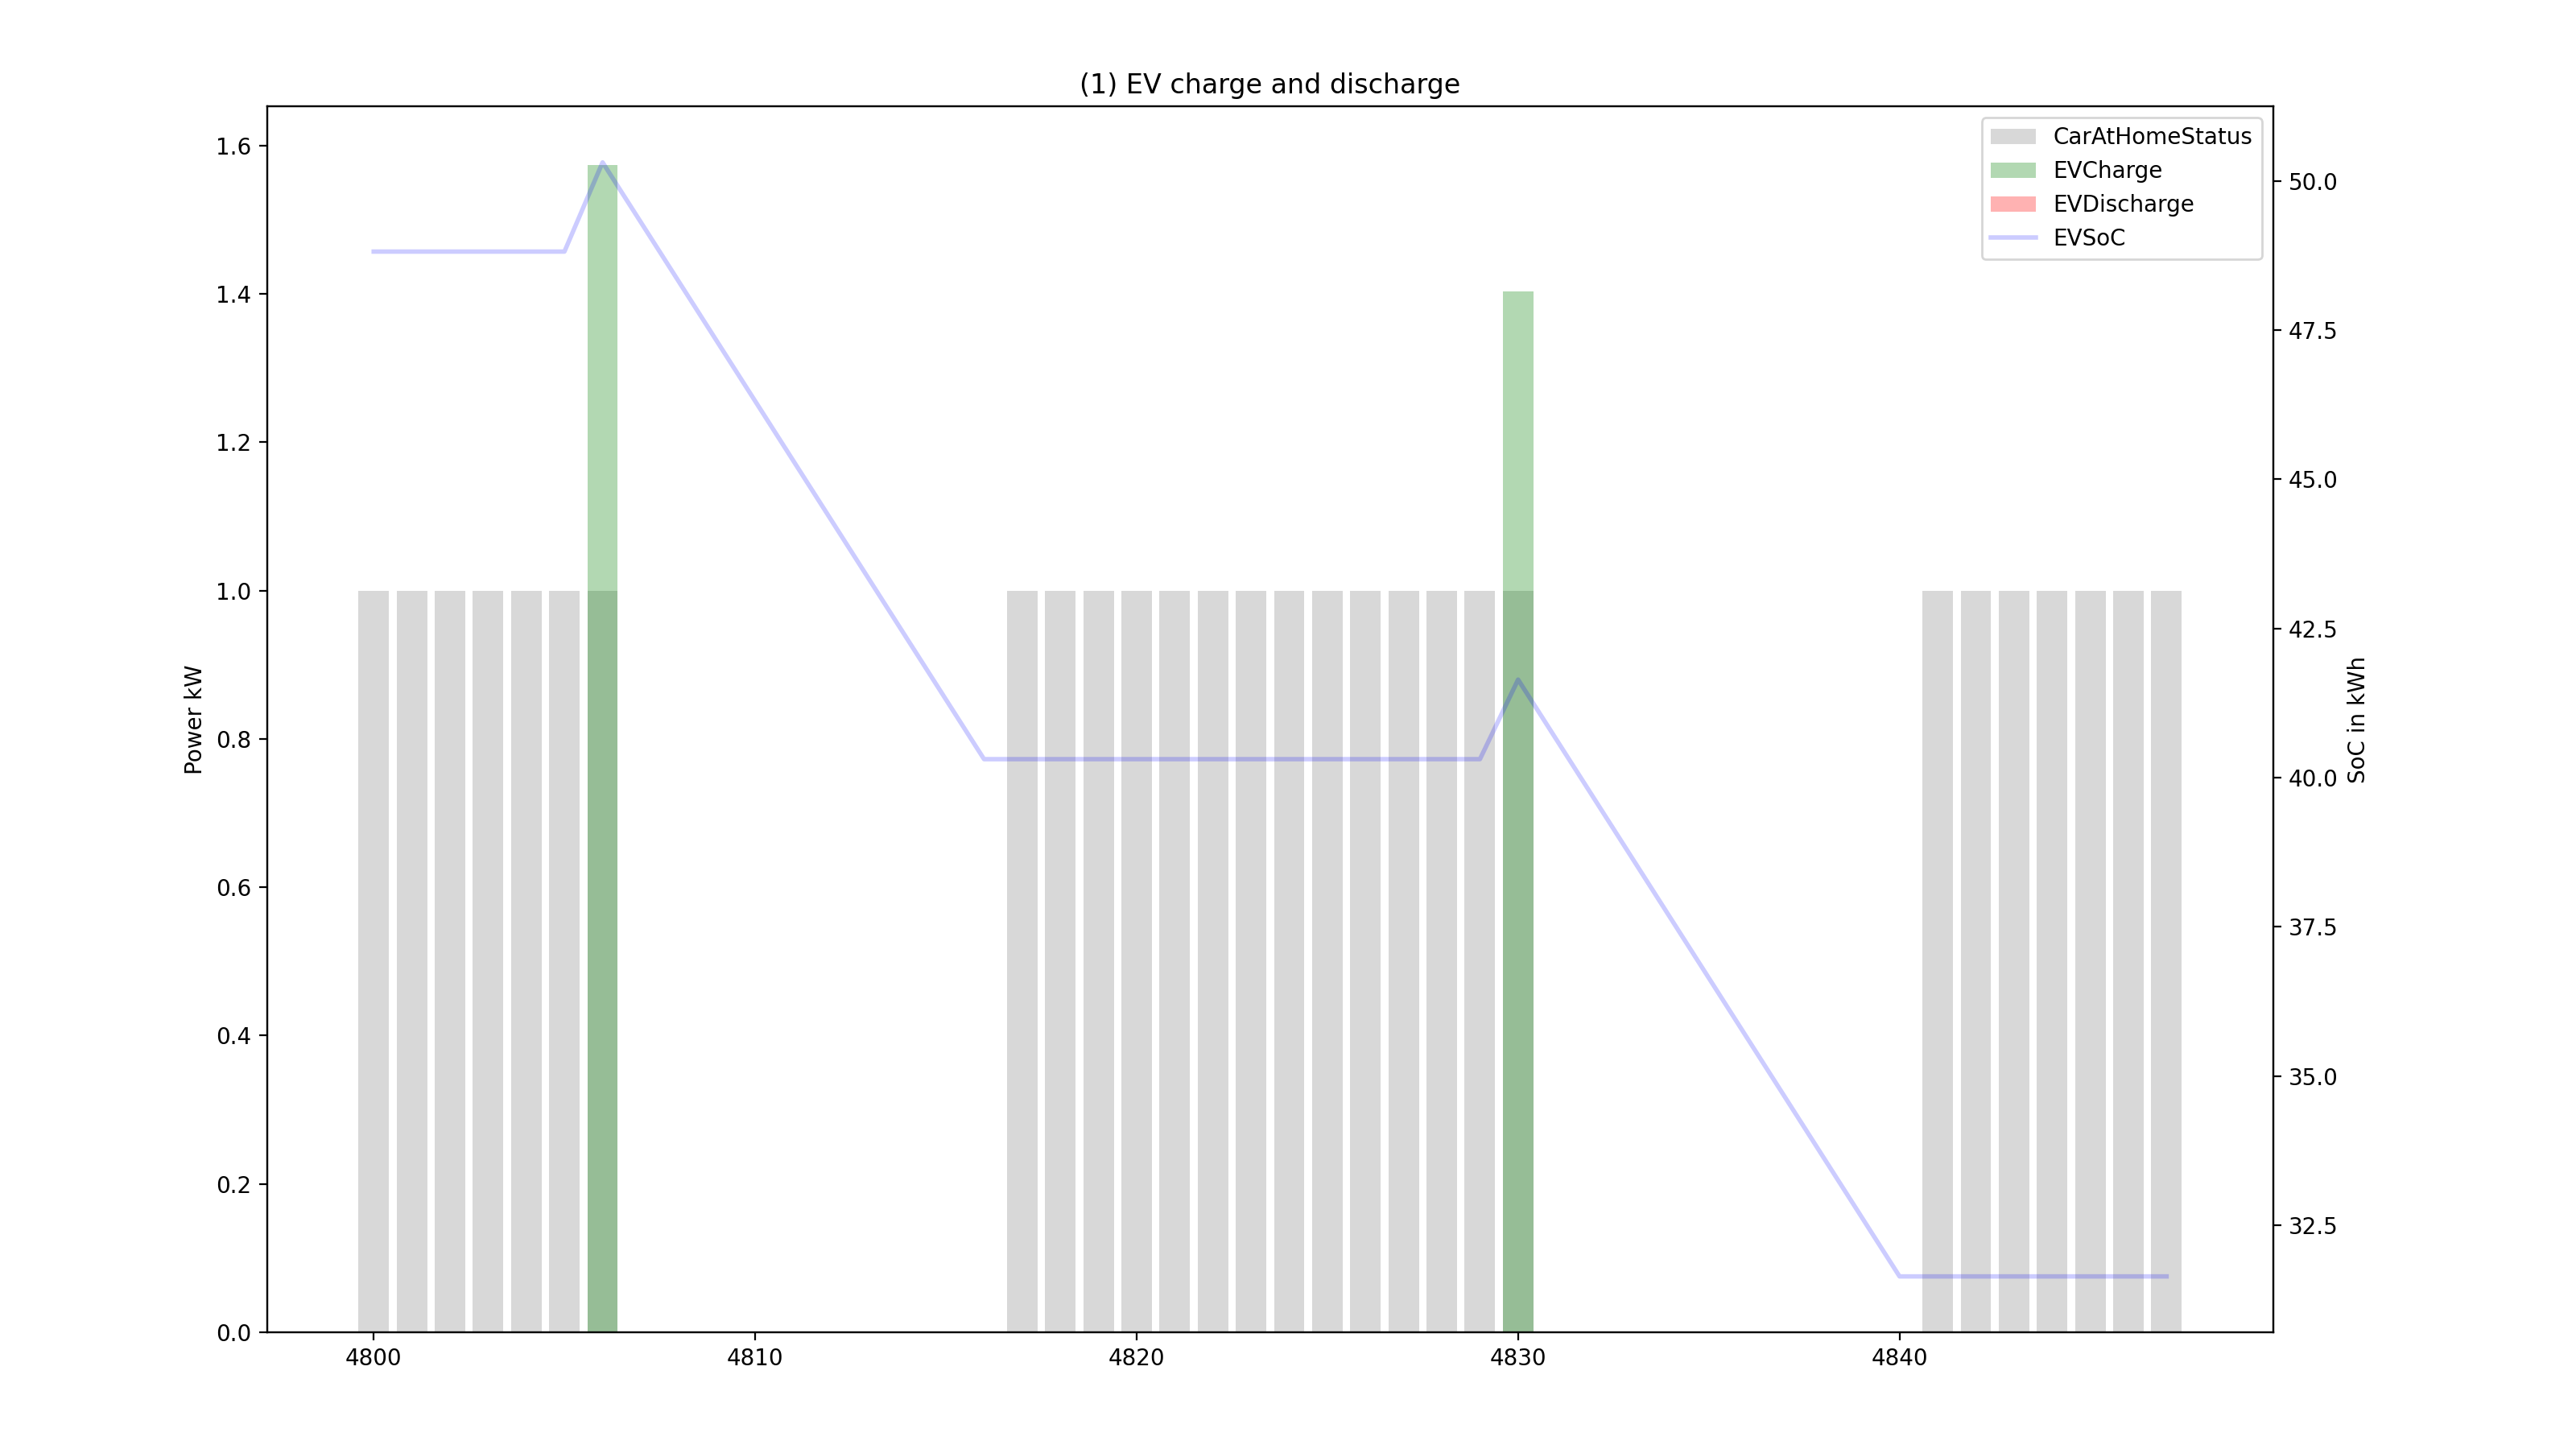 (1) EV charge and discharge
CarAtHomeStatus
EVCharge
EVDischarge
EVSoC
1.6
1.4
1.2
1.0
0.8
0.6
0.4
0.2
0.0
Power kW
50.0
47.5
45.0
42.5
40.0
37.5
35.0
32.5
SoC in kWh
4800 4810 4820 4830 4840